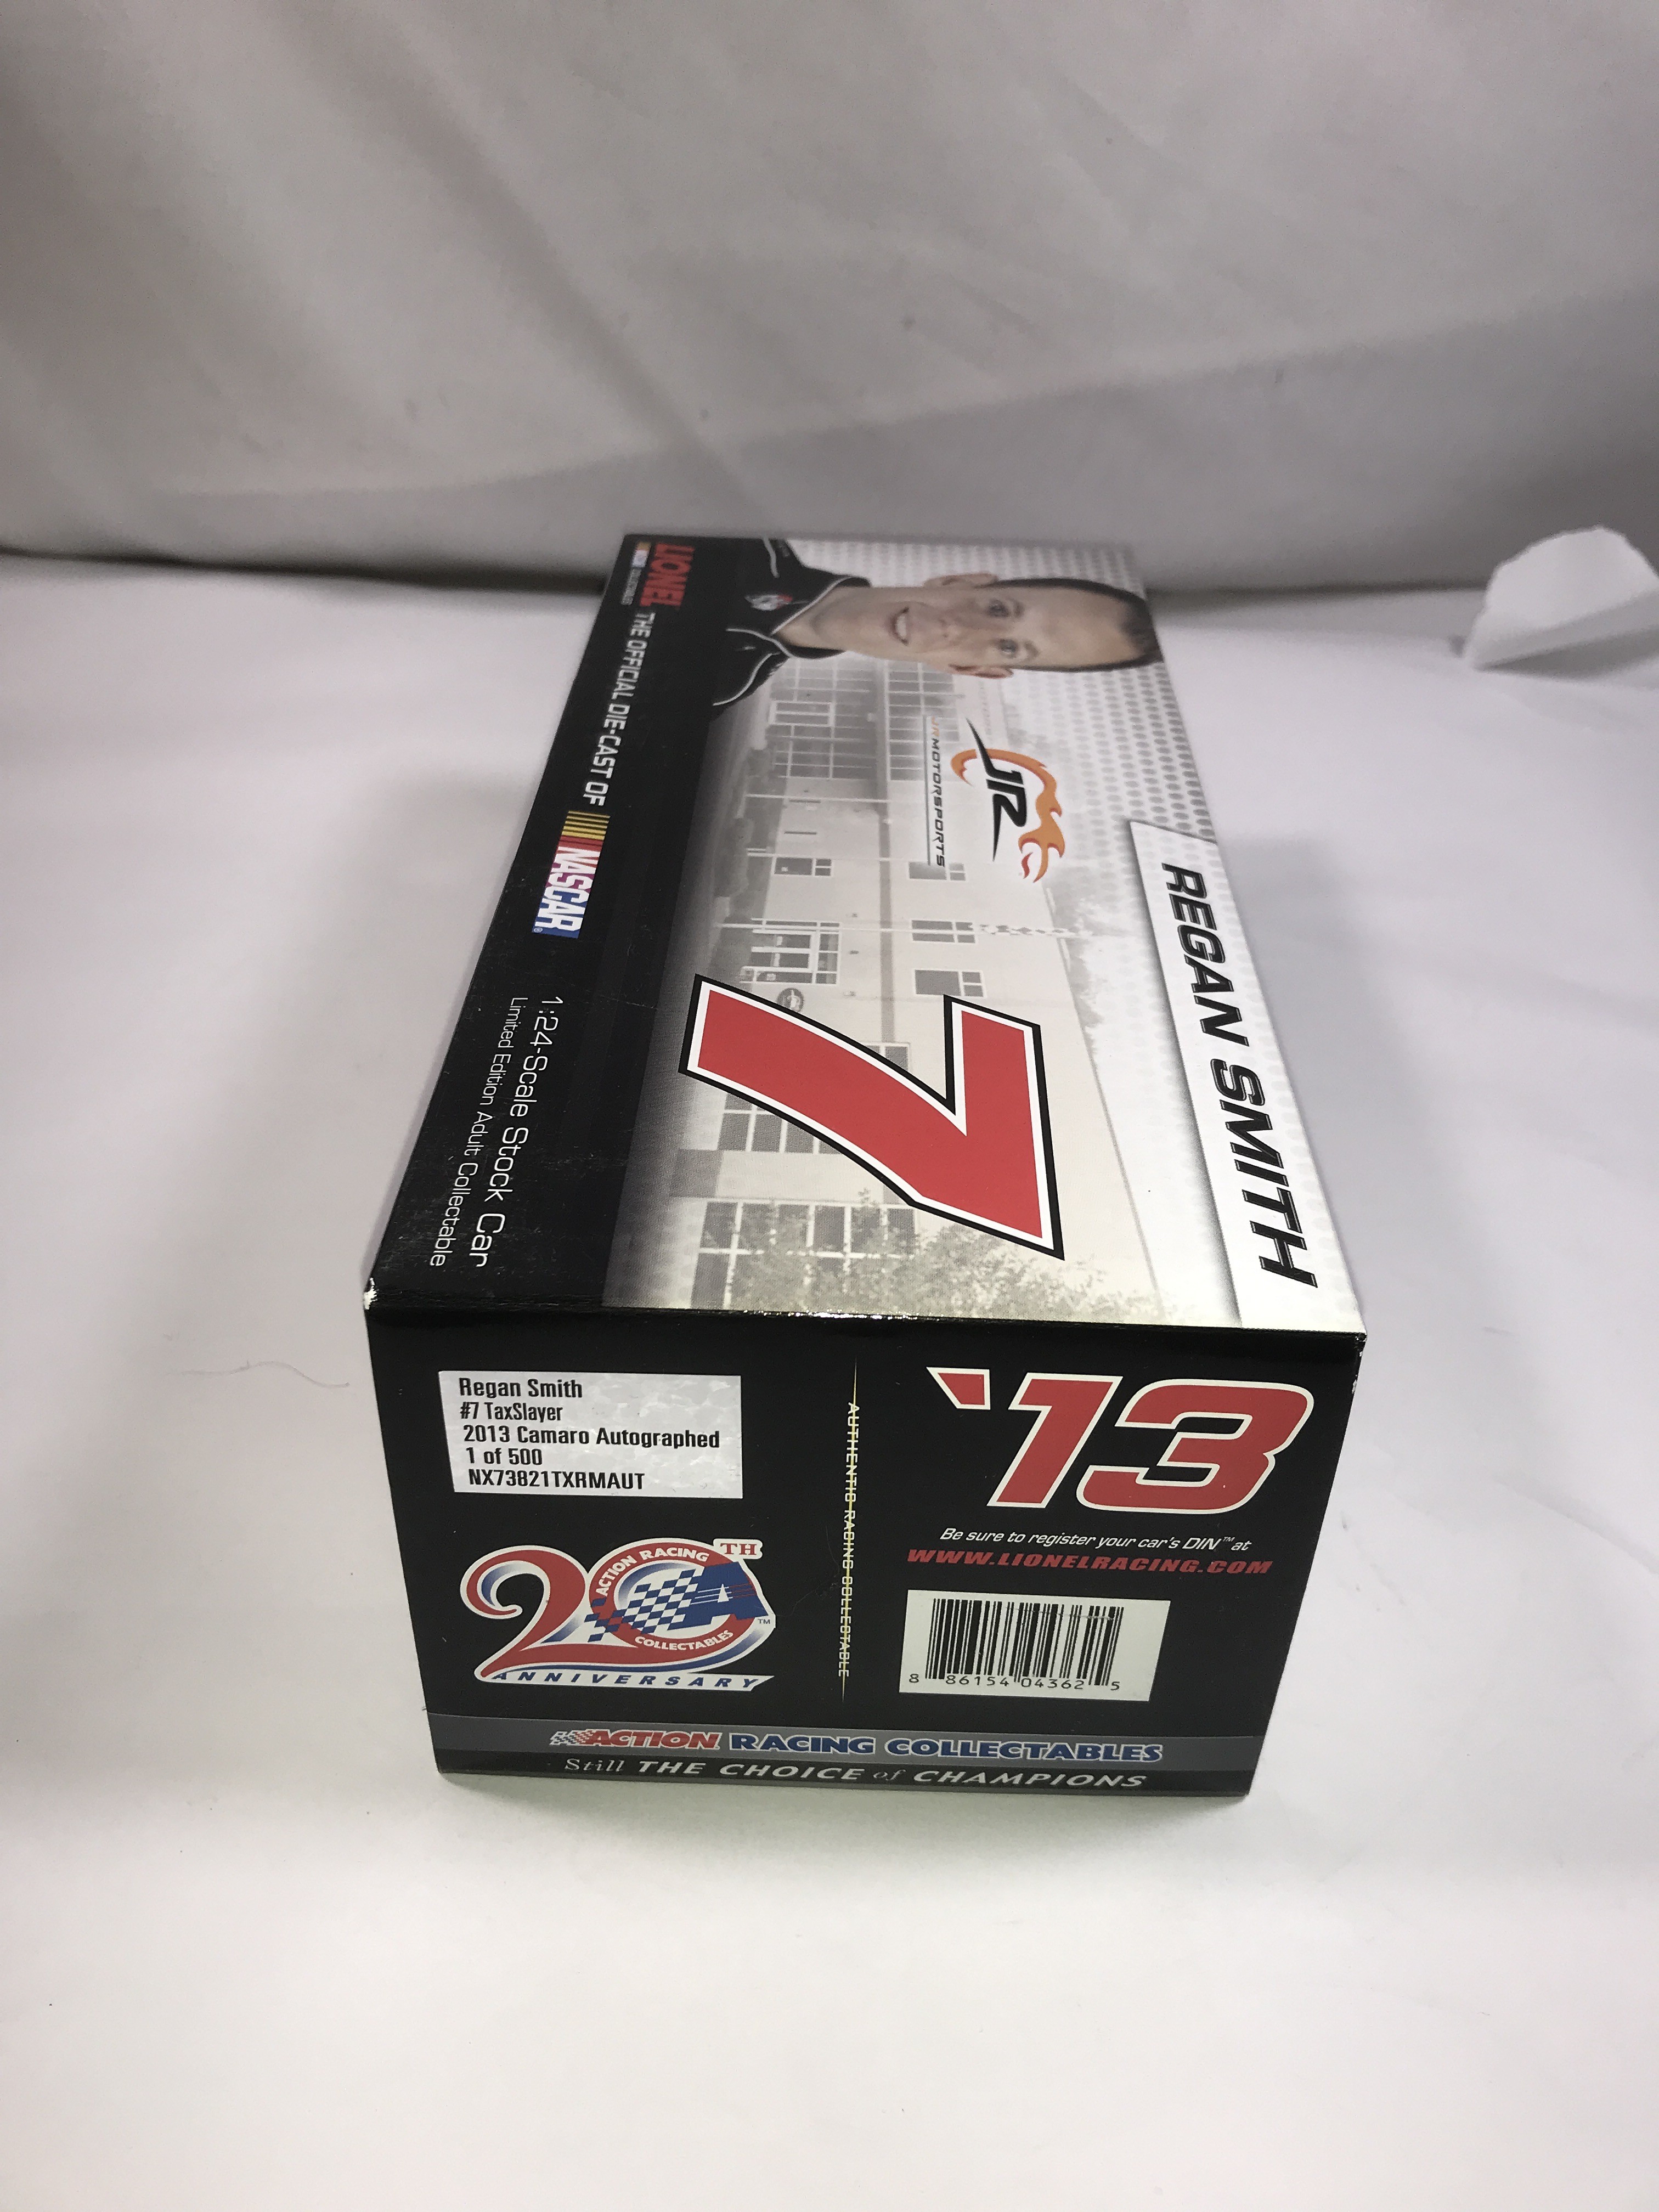 LIONEL
THE OFFICIAL DIE-CAST OF
NASCAR
1:24-Scale Stock Car
Limited Edition Adult Collectable
JR
JR MOTORSPORTS
7
REGAN SMITH
Regan Smith
#7 TaxSlayer
2013 Camaro Autographed
1 of 500
NX73821TXRMAUT
20TH
ACTION RACING
A
COLLECTABLES
TM
ANNIVERSARY
AUTHENTIC RACING COLLECTABLE
'13
Be sure to register your car's DIN™ at
WWW.LIONELRACING.COM
8 86154 04362 5
ACTION RACING COLLECTABLES
Still THE CHOICE of CHAMPIONS